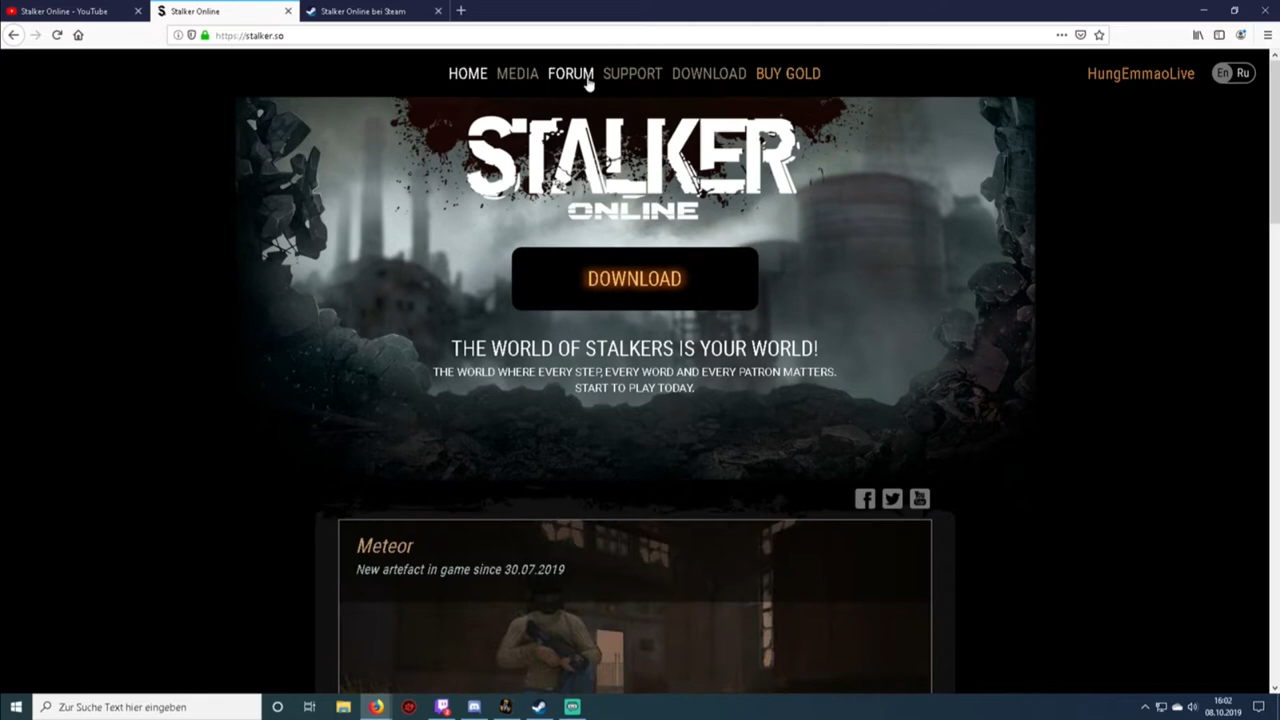 Stalker Online - YouTube
Stalker Online
Stalker Online bei Steam
https://stalker.so
HOME MEDIA FORUM SUPPORT DOWNLOAD BUY GOLD
HungEmmaoLive
En Ru
STALKER
ONLINE
DOWNLOAD
THE WORLD OF STALKERS IS YOUR WORLD!
THE WORLD WHERE EVERY STEP, EVERY WORD AND EVERY PATRON MATTERS.
START TO PLAY TODAY.
Meteor
New artefact in game since 30.07.2019
Zur Suche Text hier eingeben
16:02
08.10.2019